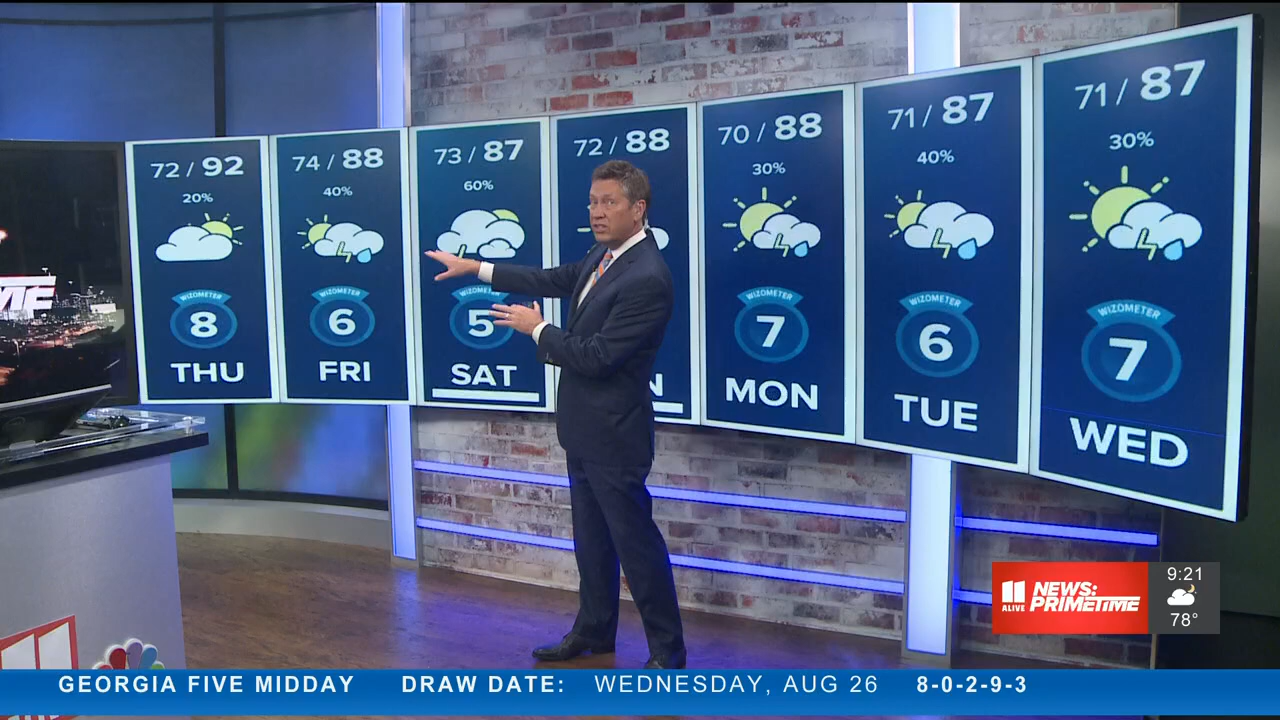 72 / 92
20%
WIZOMETER
8
THU
74 / 88
40%
WIZOMETER
6
FRI
73 / 87
60%
WIZOMETER
5
SAT
72 / 88
N
70 / 88
30%
WIZOMETER
7
MON
71 / 87
40%
WIZOMETER
6
TUE
71 / 87
30%
WIZOMETER
7
WED
11
ALIVE
NEWS:
PRIMETIME
9:21
78°
GEORGIA FIVE MIDDAY DRAW DATE: WEDNESDAY, AUG 26 8-0-2-9-3